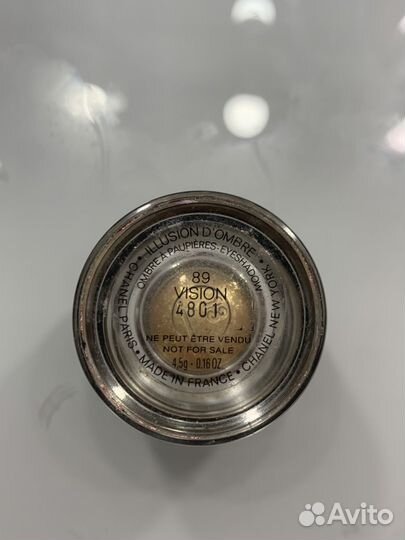 ILLUSION D'OMBRE • CHANEL NEW YORK • MADE IN FRANCE • CHANEL PARIS •
OMBRE À PAUPIÈRES-EYESHADOW
89
VISION
4801
NE PEUT ÊTRE VENDU
NOT FOR SALE
4,5g - 0.16 OZ
Avito